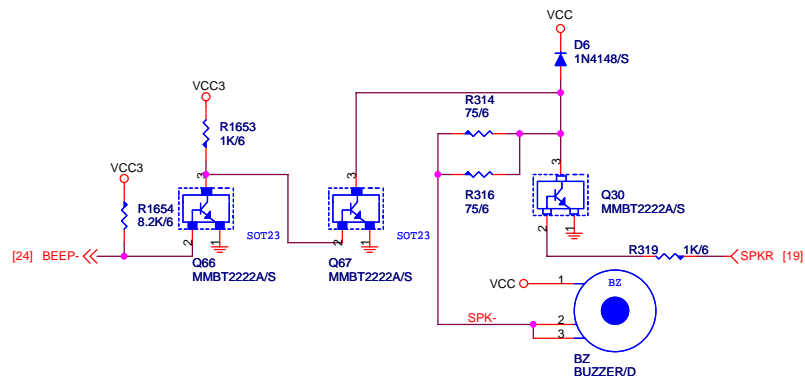 VCC
D6
1N4148/S
VCC3
R1653
1K/6
R314
75/6
VCC3
R1654
8.2K/6
3
3
3
R316
75/6
Q30
MMBT2222A/S
2
1
SOT23
2
1
SOT23
2
1
[24] BEEP-
Q66
MMBT2222A/S
Q67
MMBT2222A/S
R319
1K/6
SPKR [19]
VCC
1
BZ
SPK-
2
3
BZ
BUZZER/D